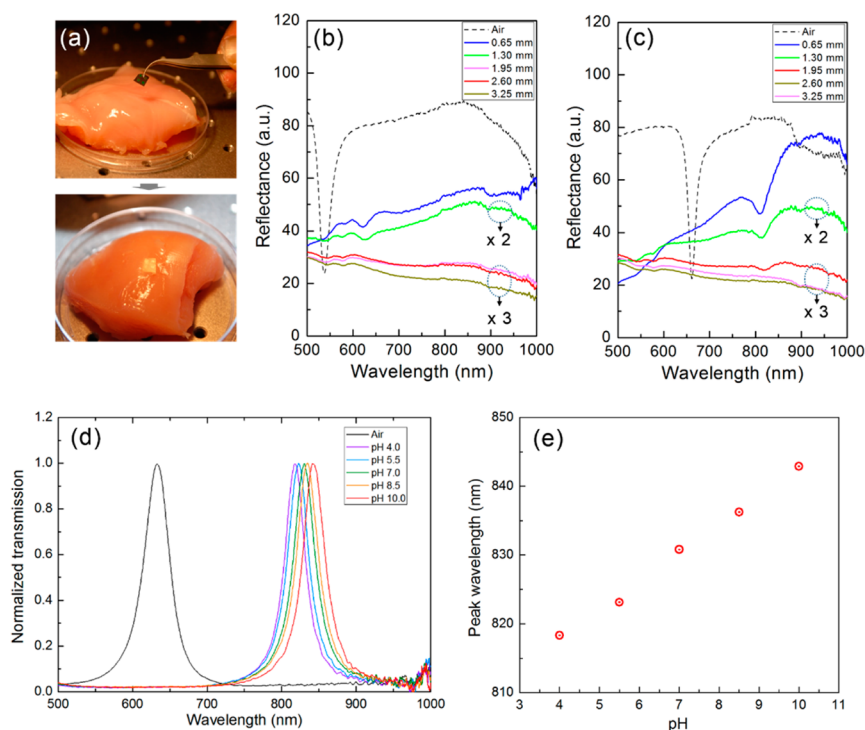 (a)
(b)
Air
0.65 mm
1.30 mm
1.95 mm
2.60 mm
3.25 mm
x 2
x 3
120
100
80
60
40
20
0
Reflectance (a.u.)
500 600 700 800 900 1000
Wavelength (nm)
(c)
Air
0.65 mm
1.30 mm
1.95 mm
2.60 mm
3.25 mm
x 2
x 3
120
100
80
60
40
20
0
Reflectance (a.u.)
500 600 700 800 900 1000
Wavelength (nm)
(d)
Air
pH 4.0
pH 5.5
pH 7.0
pH 8.5
pH 10.0
1.2
1.0
0.8
0.6
0.4
0.2
0.0
Normalized transmission
500 600 700 800 900 1000
Wavelength (nm)
(e)
850
840
830
820
810
Peak wavelength (nm)
3 4 5 6 7 8 9 10 11
pH